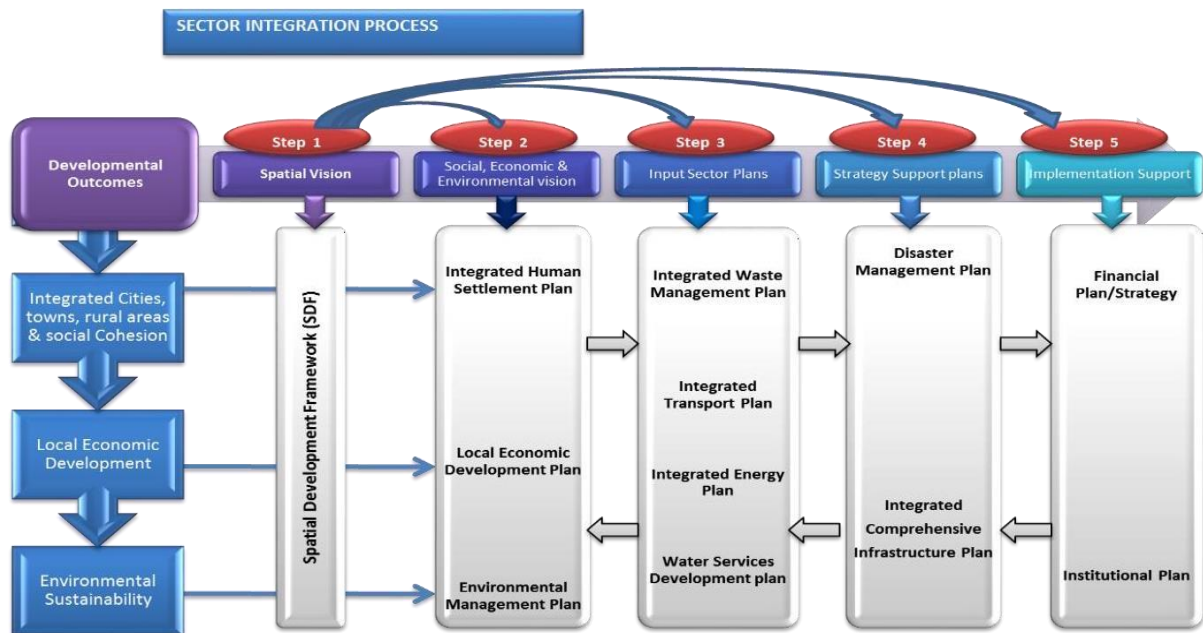 SECTOR INTEGRATION PROCESS
Developmental
Outcomes
Step 1
Step 2
Step 3
Step 4
Step 5
Spatial Vision
Social, Economic &
Environmental vision
Input Sector Plans
Strategy Support plans
Implementation Support
Integrated Cities,
towns, rural areas
& social Cohesion
Local Economic
Development
Environmental
Sustainability
Spatial Development Framework (SDF)
Integrated Human
Settlement Plan
Local Economic
Development Plan
Environmental
Management Plan
Integrated Waste
Management Plan
Integrated
Transport Plan
Integrated Energy
Plan
Water Services
Development plan
Disaster
Management Plan
Integrated
Comprehensive
Infrastructure Plan
Financial
Plan/Strategy
Institutional Plan